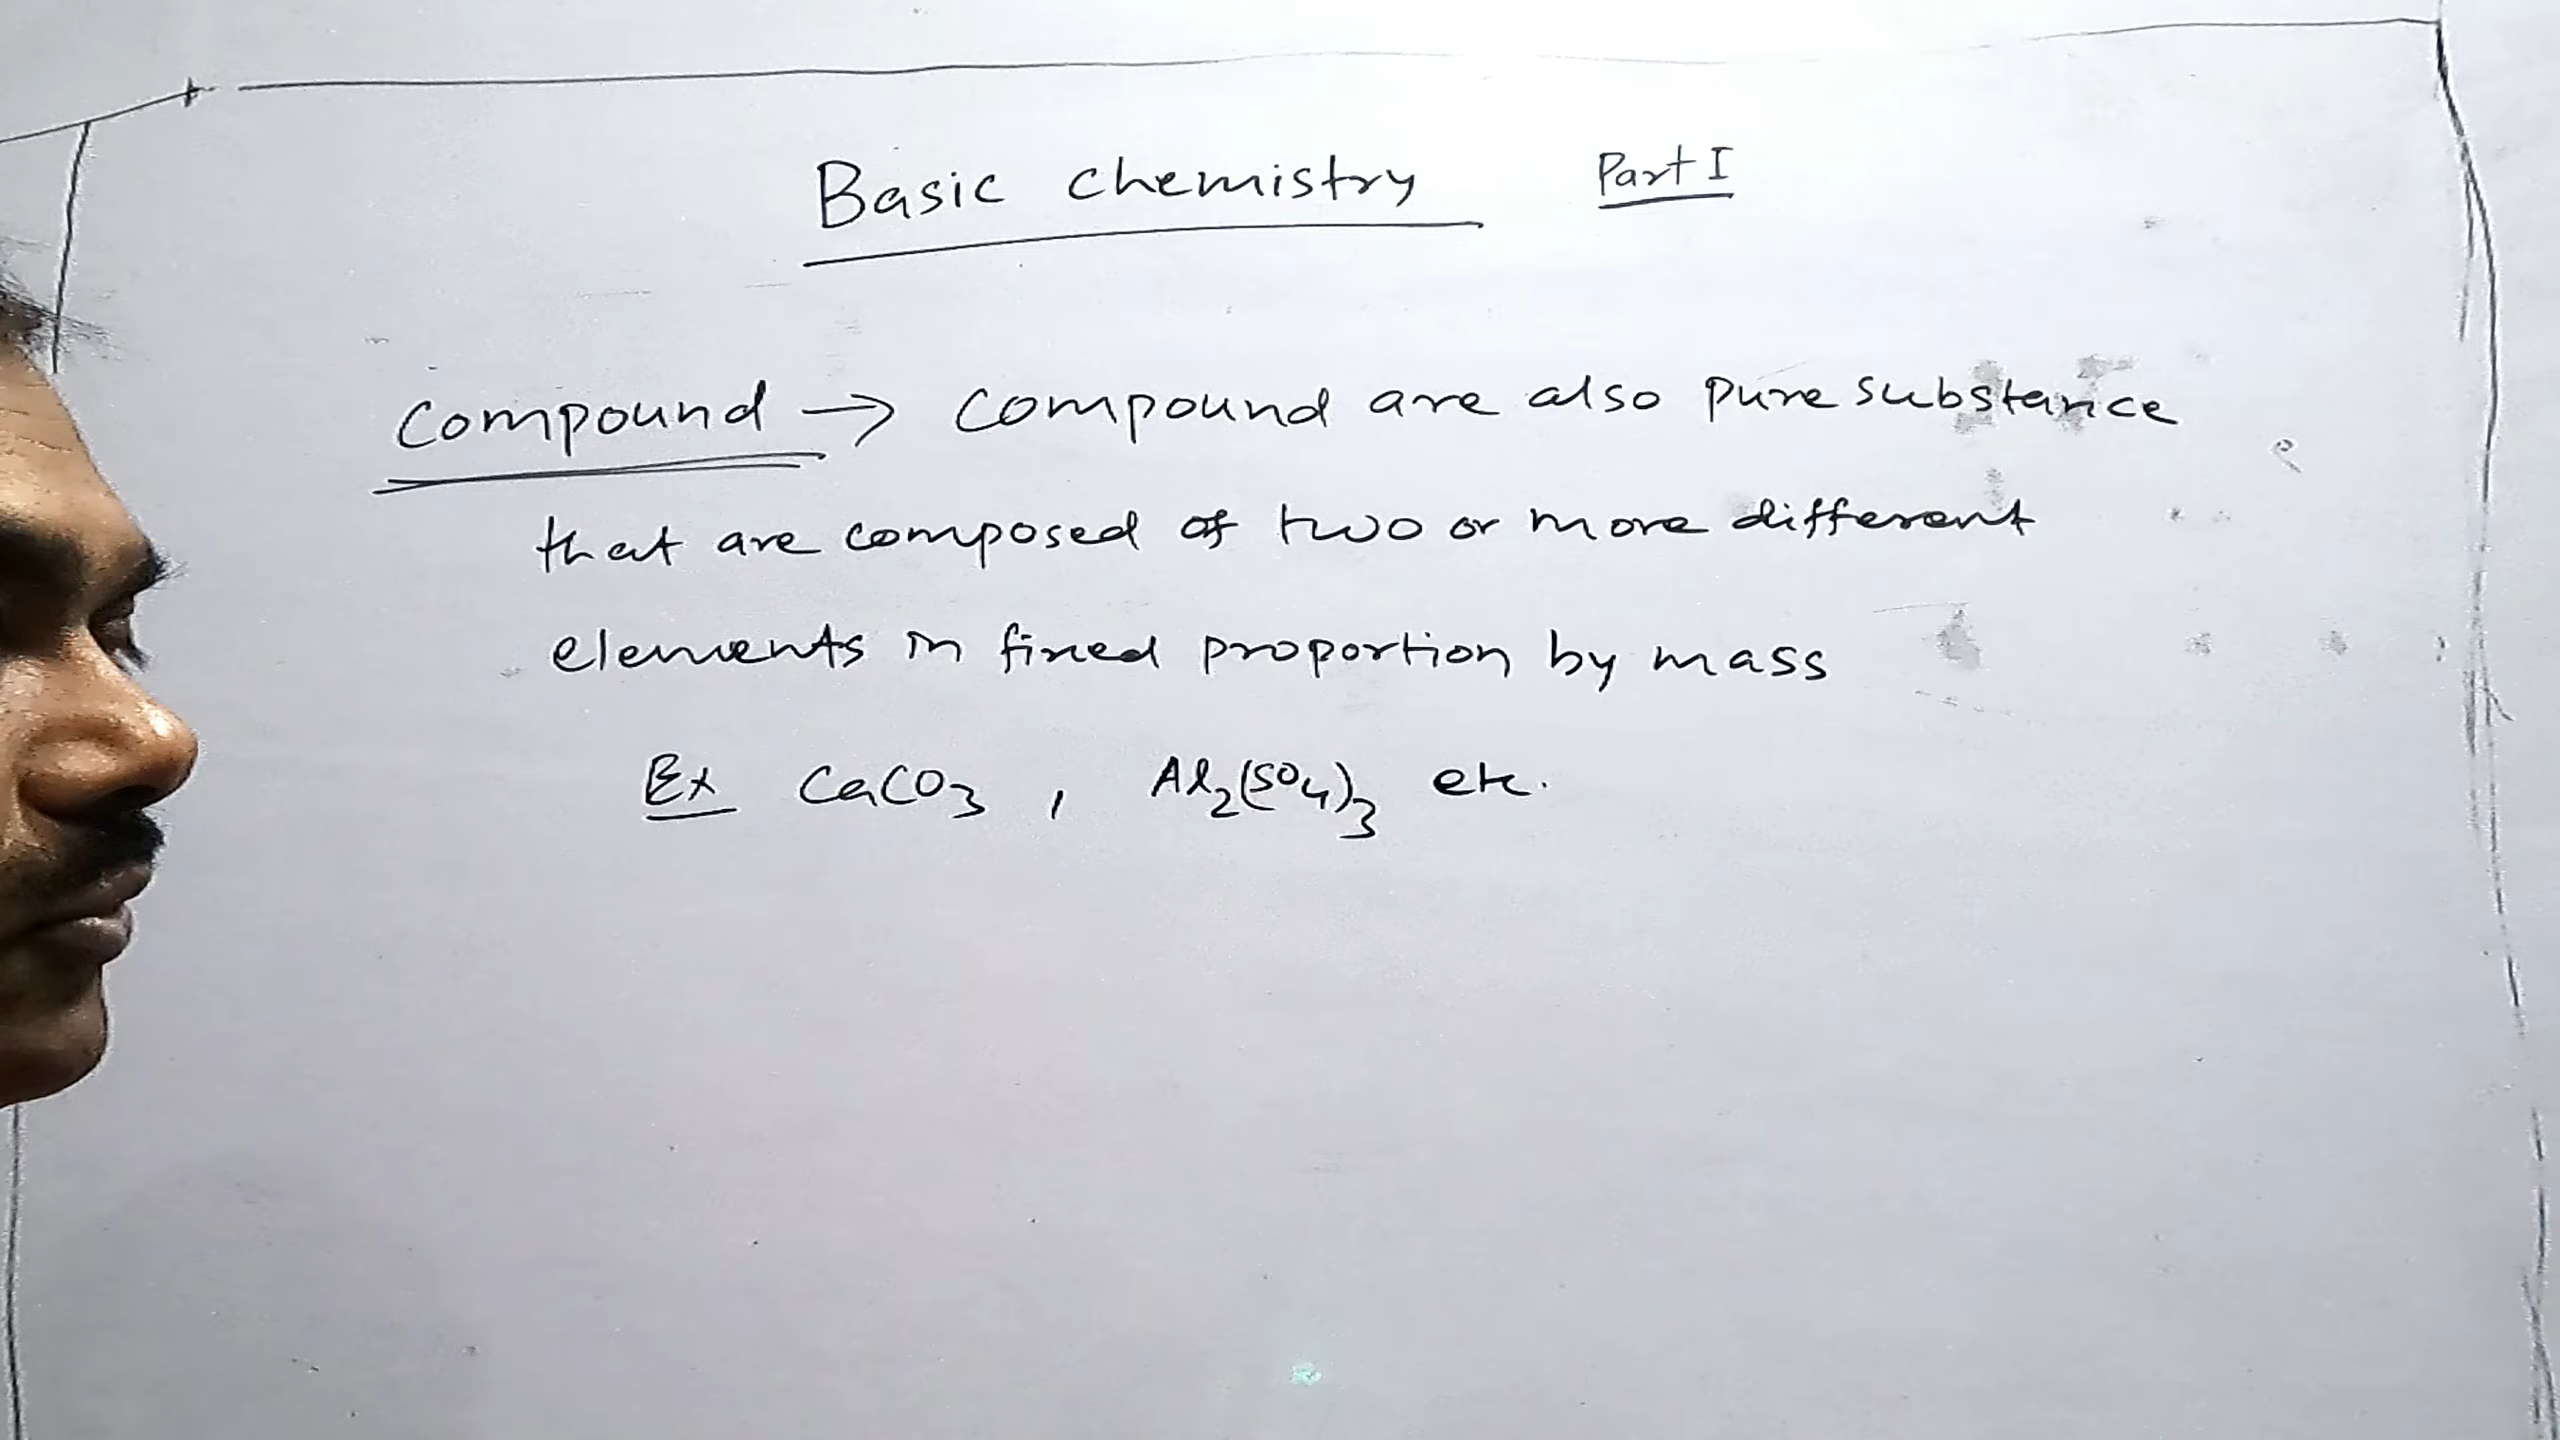 Basic Chemistry Part I
Compound → Compound are also pure substance
that are composed of two or more different
elements in fixed proportion by mass
Ex CaCO₃ , Al₂(SO₄)₃ etc.